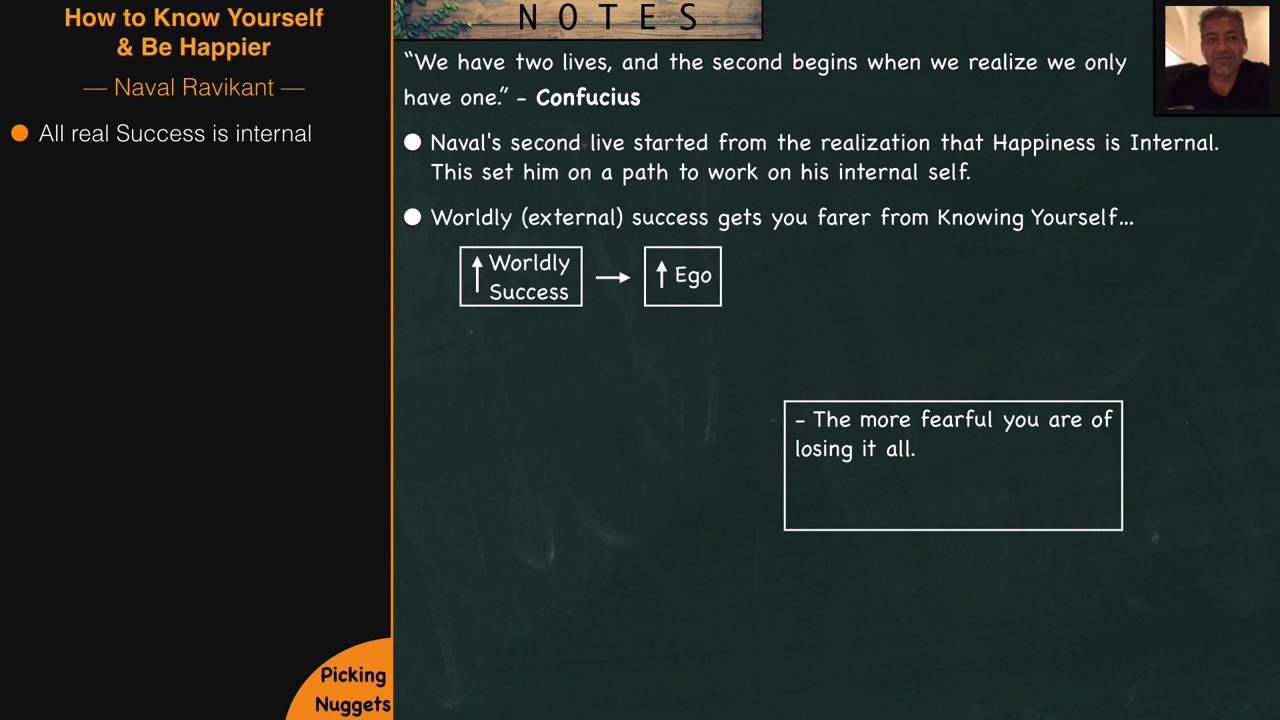 How to Know Yourself
& Be Happier
— Naval Ravikant —
All real Success is internal
Picking
Nuggets
NOTES
“We have two lives, and the second begins when we realize we only
have one.” - Confucius
Naval's second live started from the realization that Happiness is Internal.
This set him on a path to work on his internal self.
Worldly (external) success gets you farer from Knowing Yourself...
Worldly
Success
Ego
- The more fearful you are of
losing it all.